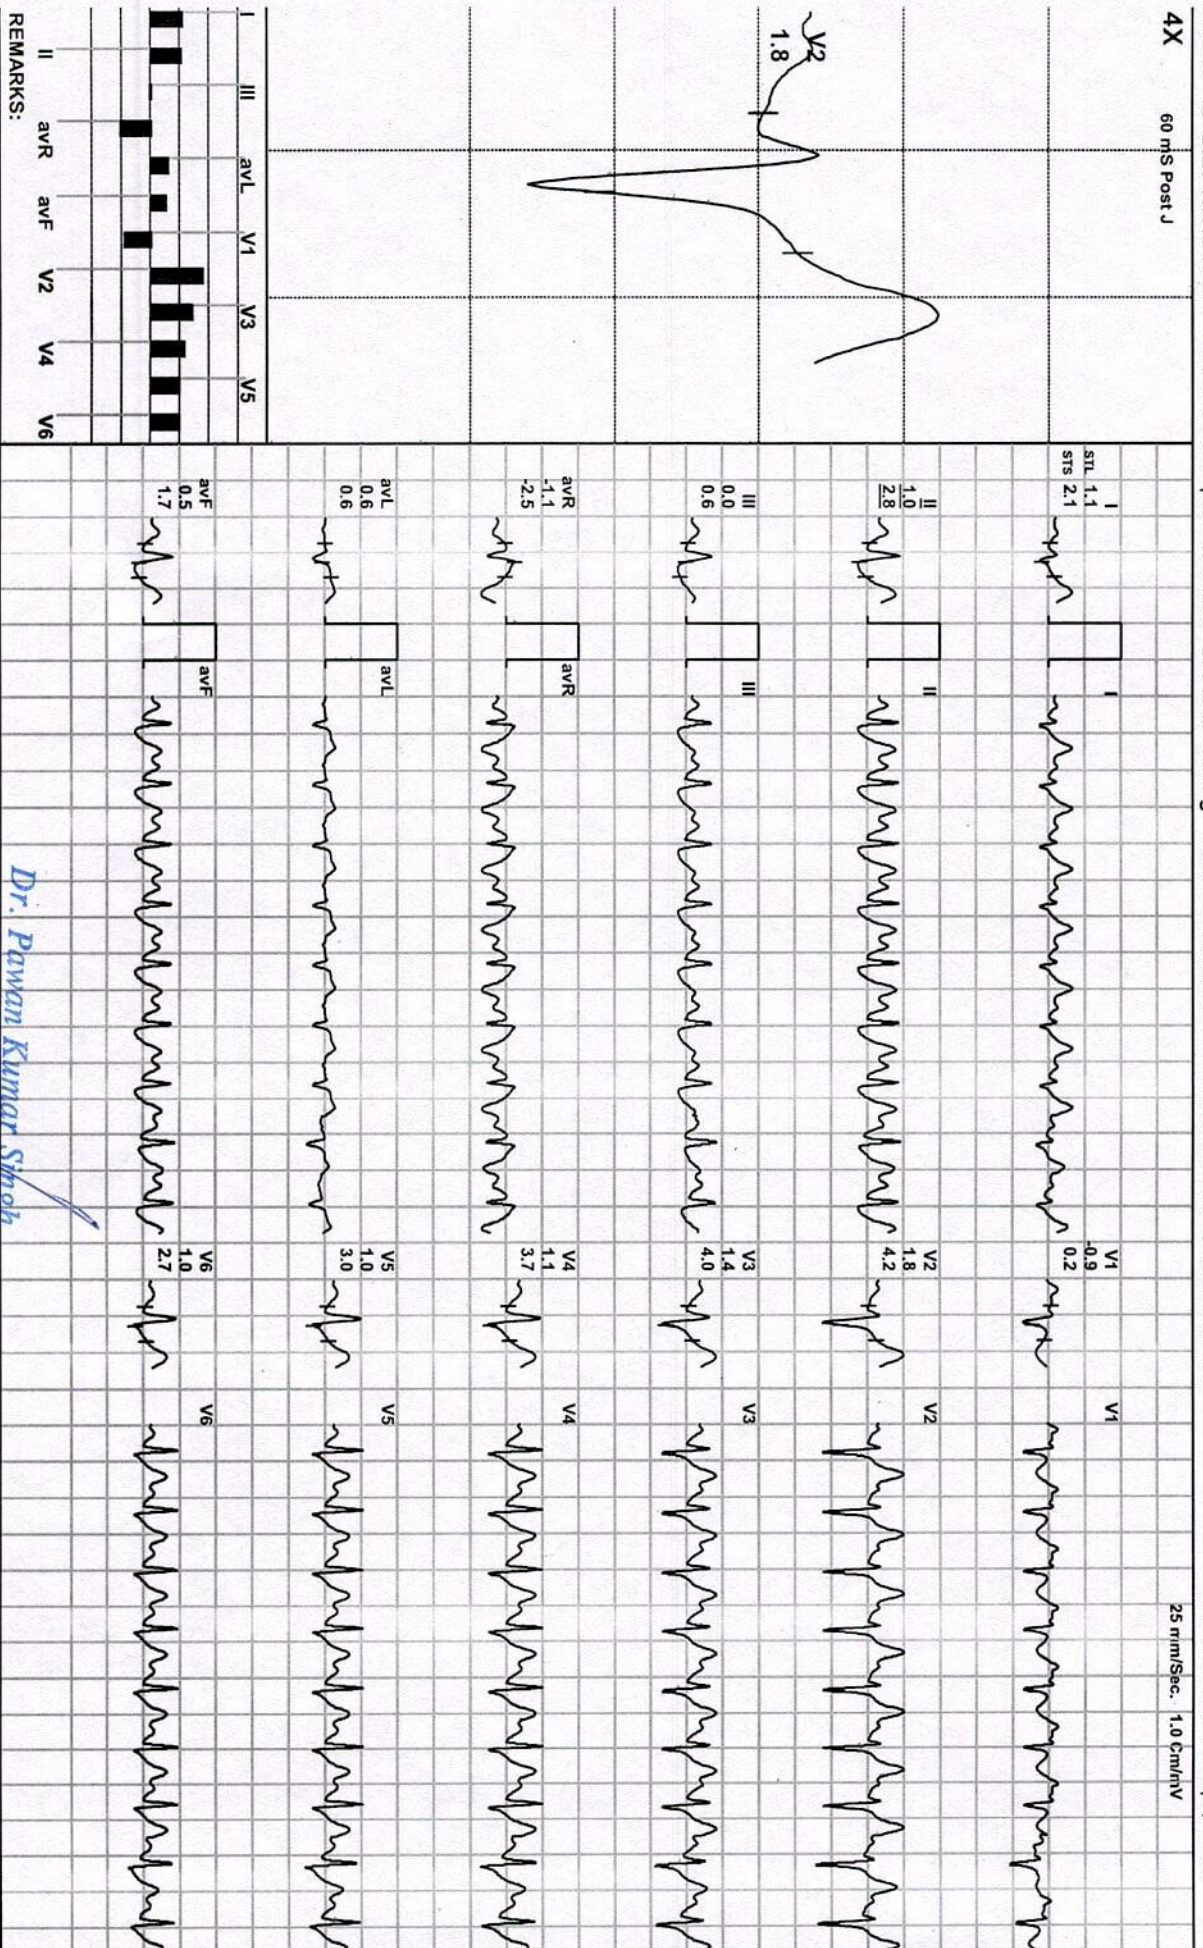 4X
60 mS Post J
25 mm/Sec. 1.0 Cm/mV
V2
1.8
I
STL 1.1
STS 2.1
I
V1
-0.9
0.2
V1
II
1.0
2.8
II
V2
1.8
4.2
V2
III
0.0
0.6
III
V3
1.4
4.0
V3
avR
-1.1
-2.5
avR
V4
1.1
3.7
V4
avL
0.6
0.6
avL
V5
1.0
3.0
V5
avF
0.5
1.7
avF
V6
1.0
2.7
V6
I III avL V1 V3 V5
II avR avF V2 V4 V6
REMARKS:
Dr. Pawan Kumar Singh